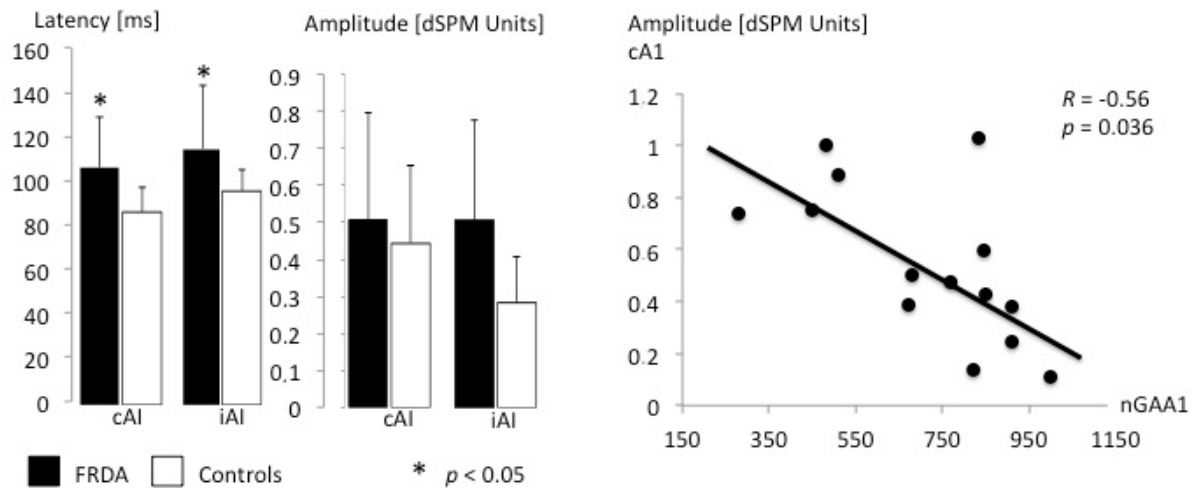 Latency [ms]
160
140
120
100
80
60
40
20
0
*
*
cAI
iAI
Amplitude [dSPM Units]
0.9
0.8
0.7
0.6
0.5
0.4
0.3
0.2
0.1
0
cAI
iAI
FRDA
Controls
* p < 0.05
Amplitude [dSPM Units]
cA1
1.2
1
0.8
0.6
0.4
0.2
0
R = -0.56
p = 0.036
nGAA1
150 350 550 750 950 1150